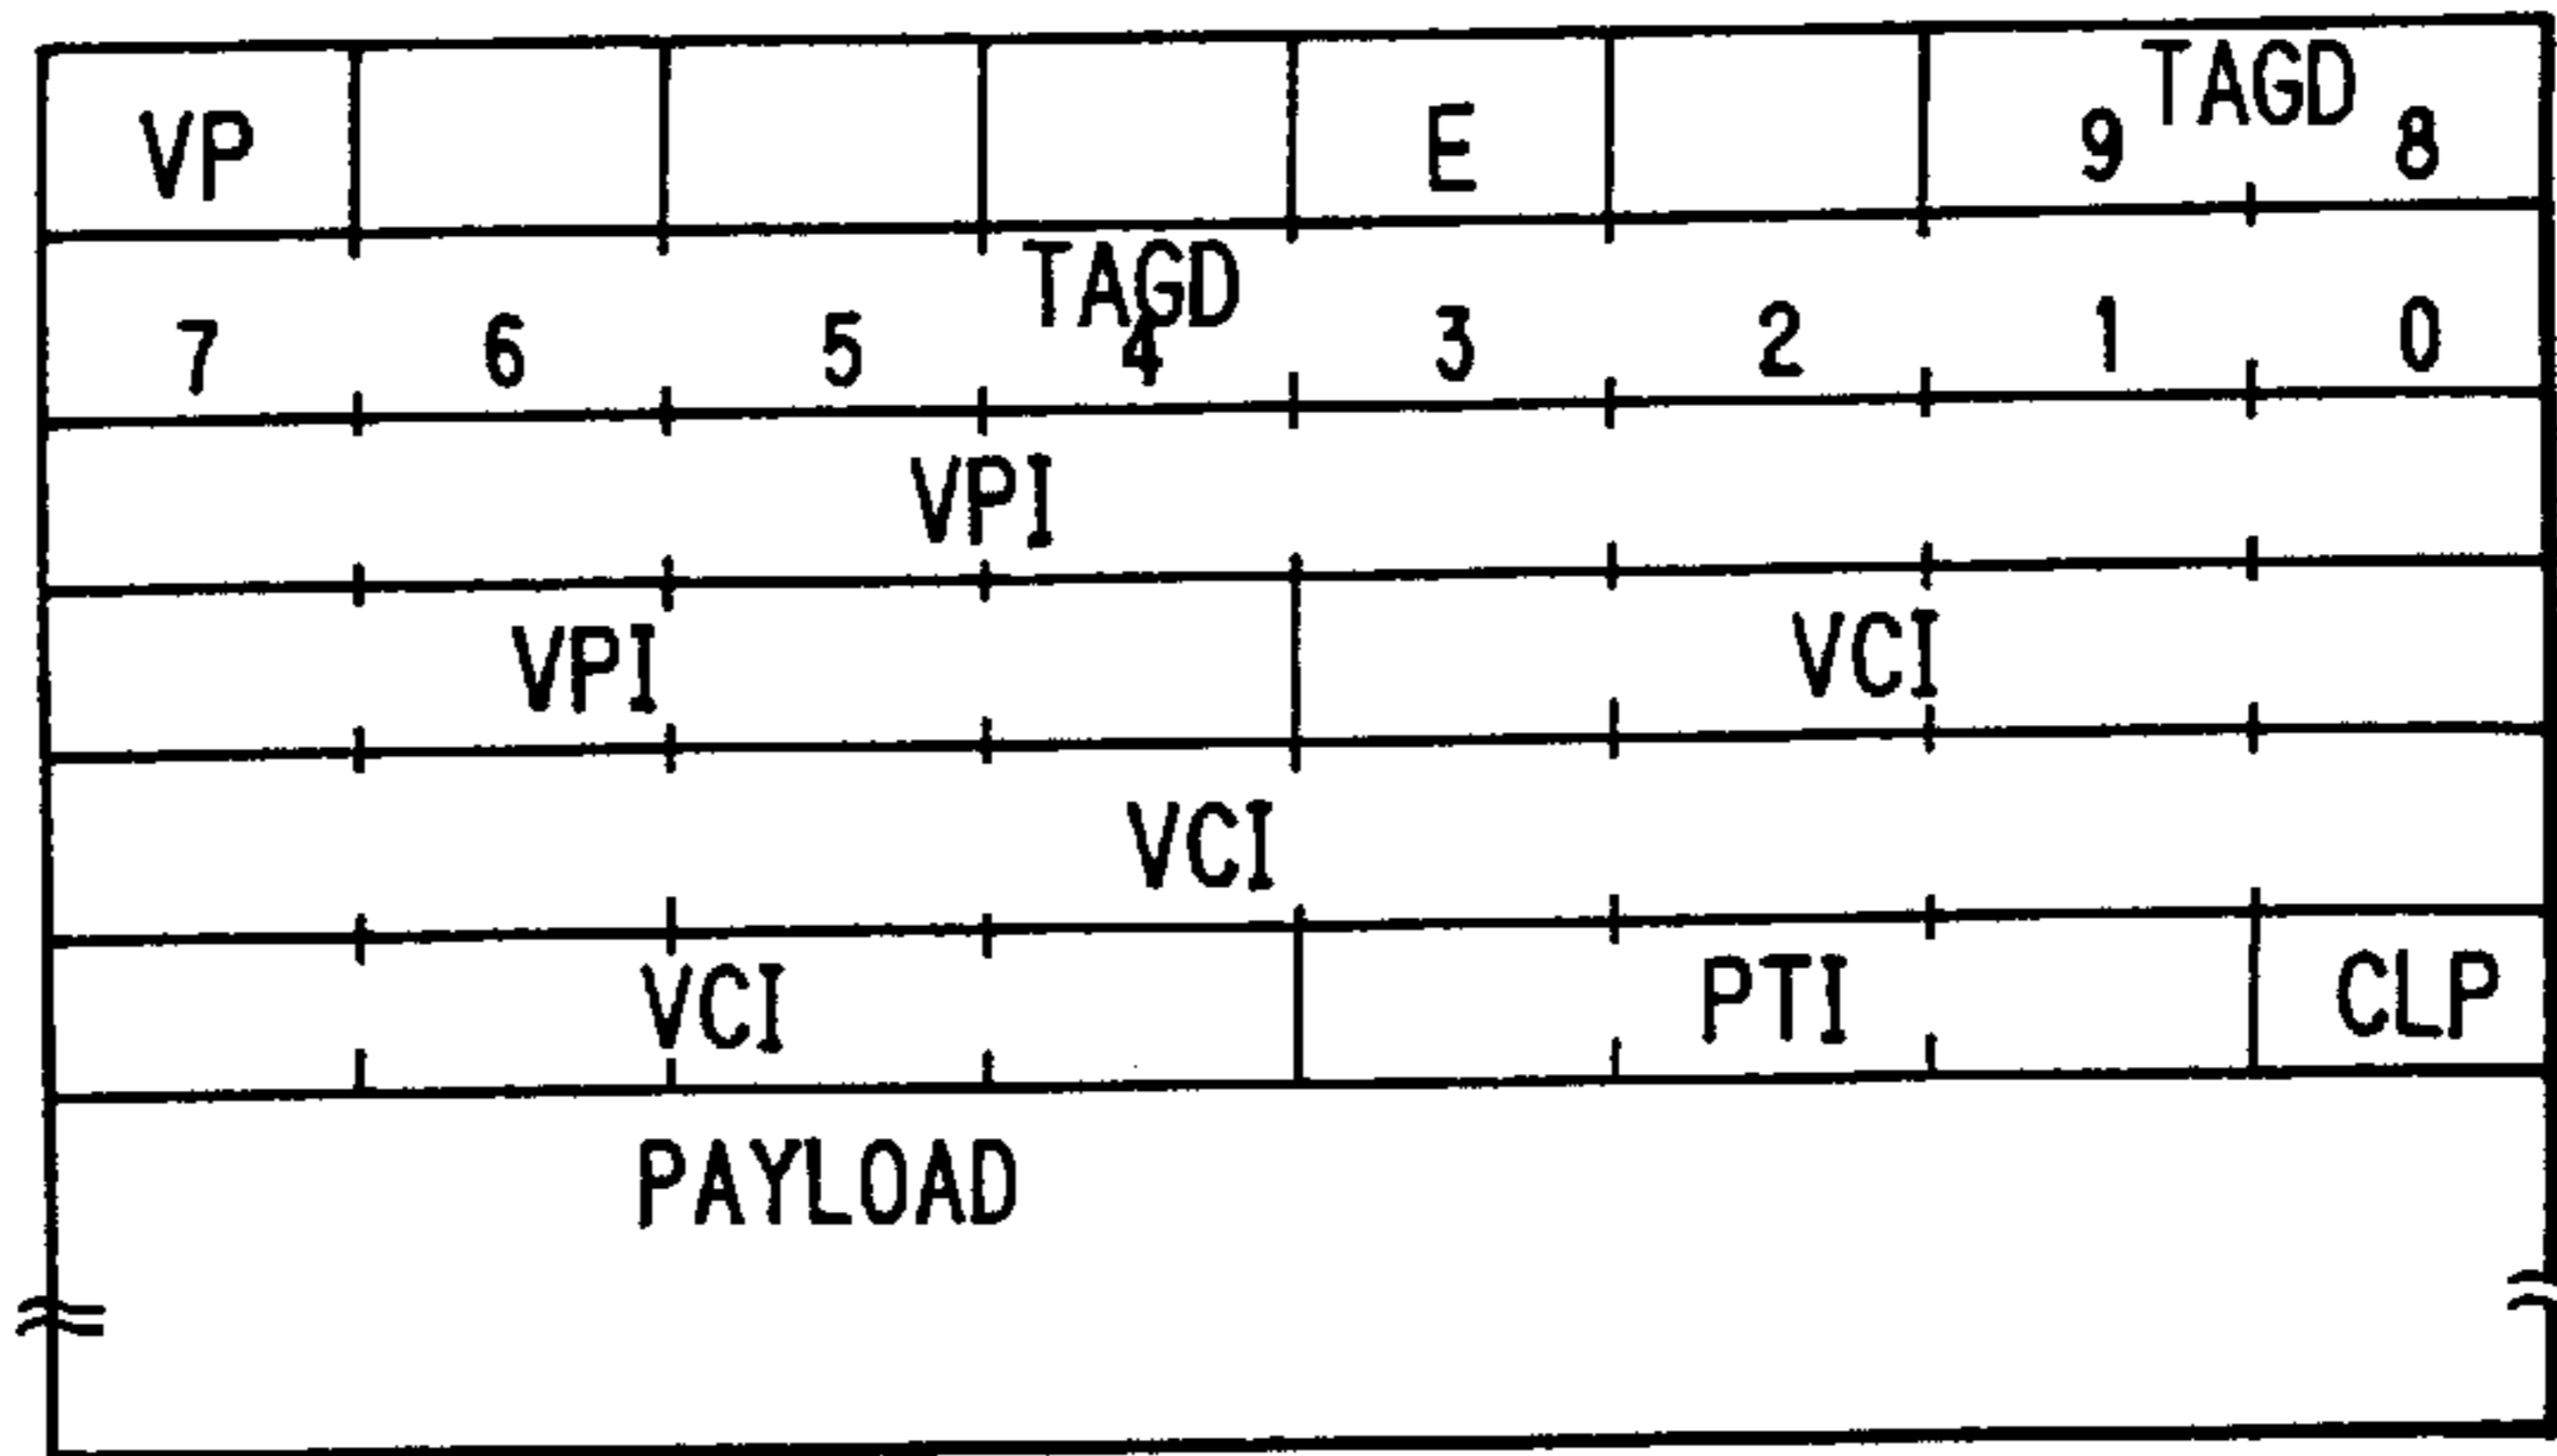 VP E TAGD 9 8
TAGD
7 6 5 4 3 2 1 0
VPI
VPI VCI
VCI
VCI PTI CLP
PAYLOAD